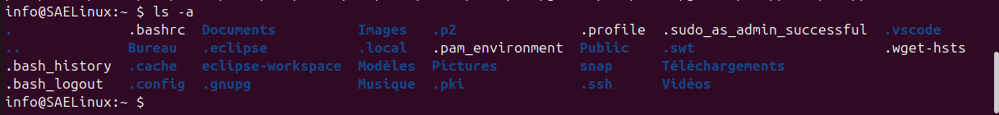 info@SAELinux:~ $ ls -a
. .bashrc Documents Images .p2 .profile .sudo_as_admin_successful .vscode
.. Bureau .eclipse .local .pam_environment Public .swt .wget-hsts
.bash_history .cache eclipse-workspace Modèles Pictures snap Téléchargements
.bash_logout .config .gnupg Musique .pki .ssh Vidéos
info@SAELinux:~ $